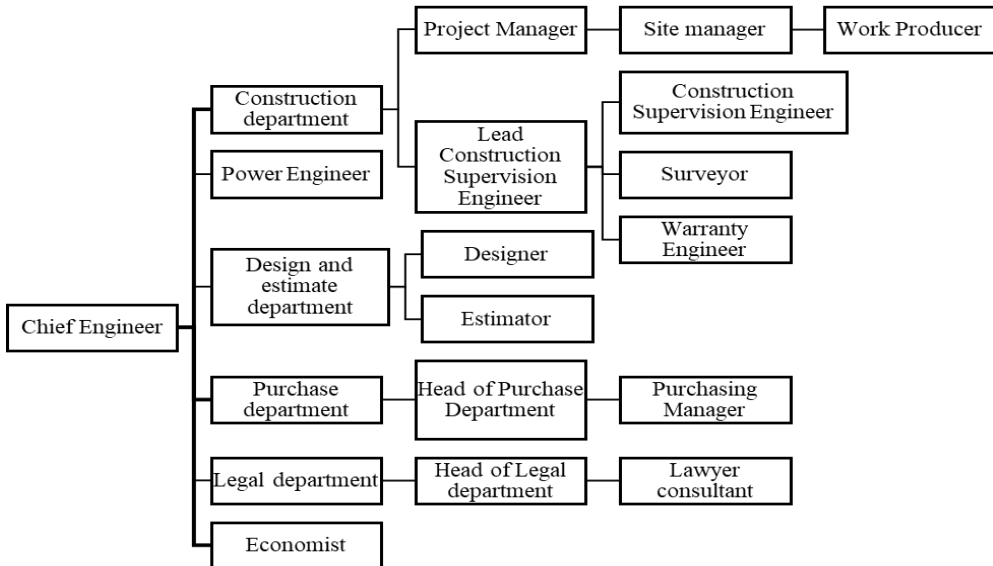 Project Manager
Site manager
Work Producer
Construction
department
Lead
Construction
Supervision
Engineer
Construction
Supervision Engineer
Surveyor
Warranty
Engineer
Power Engineer
Design and
estimate
department
Designer
Estimator
Chief Engineer
Purchase
department
Head of Purchase
Department
Purchasing
Manager
Legal department
Head of Legal
department
Lawyer
consultant
Economist